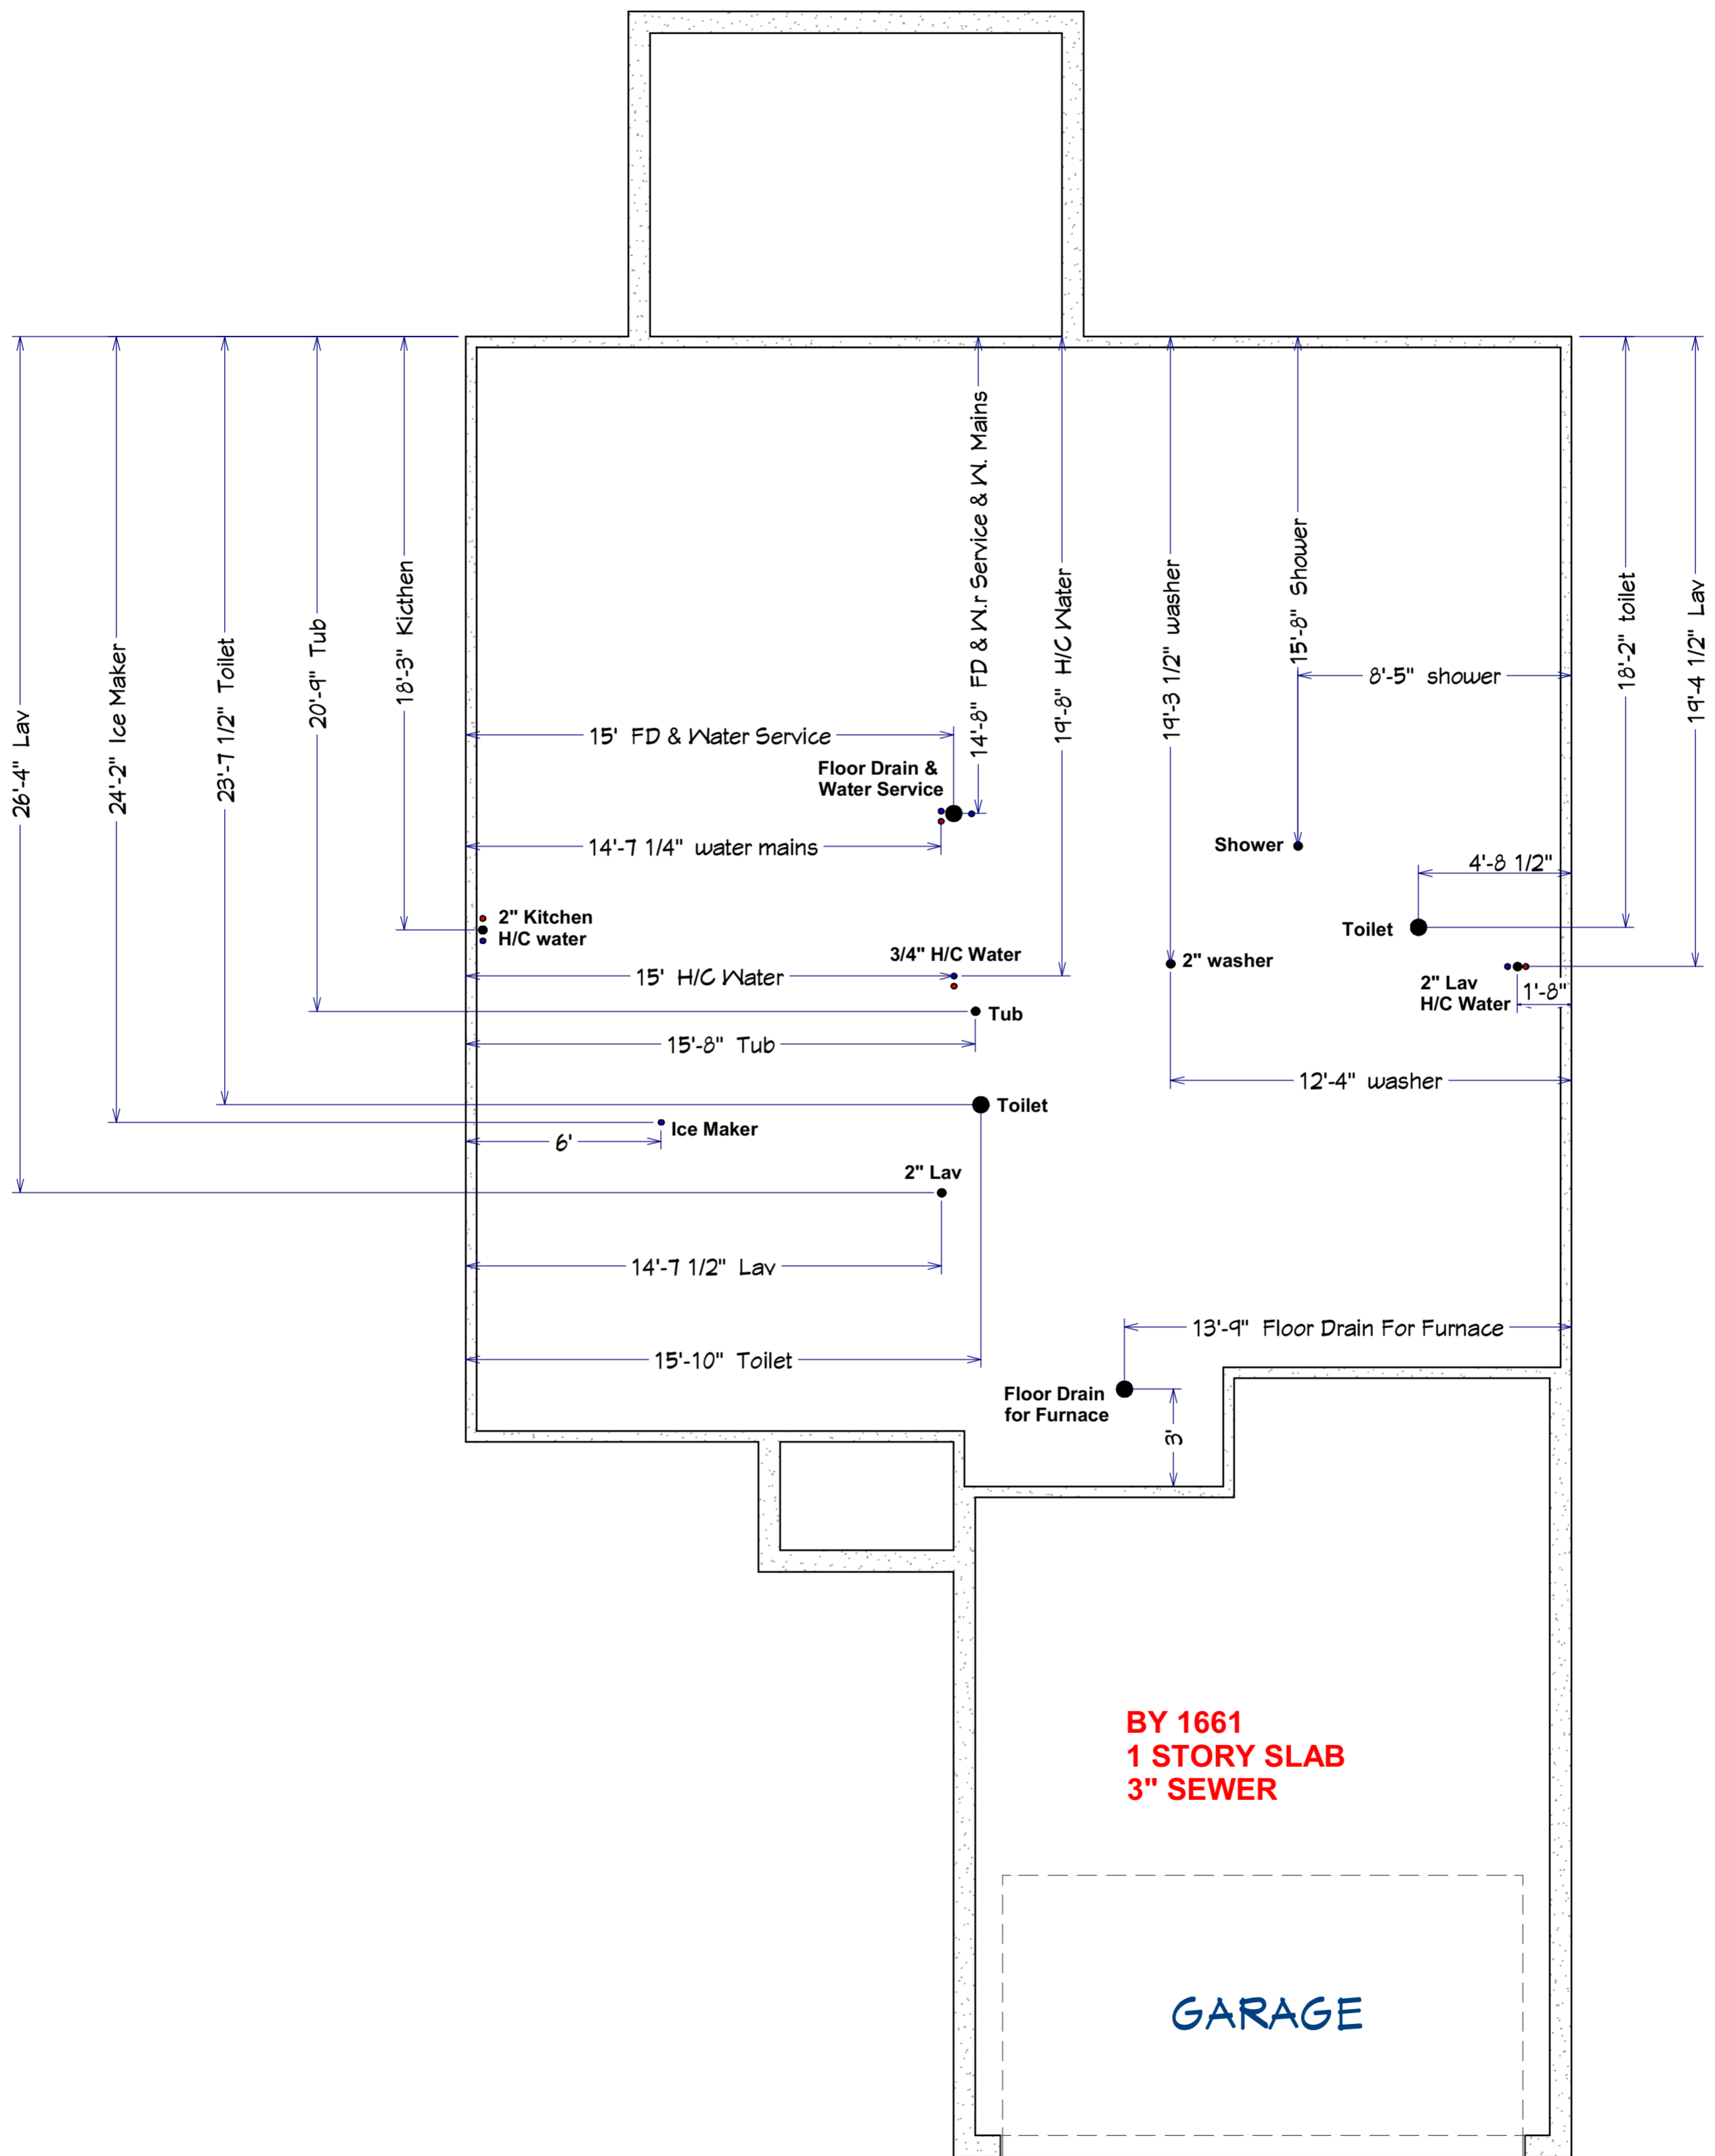 26'-4" Lav
24'-2" Ice Maker
23'-7 1/2" Toilet
20'-9" Tub
18'-3" Kicthen
14'-8" FD & W.r Service & W. Mains
19'-8" H/C Water
19'-3 1/2" washer
15'-8" Shower
18'-2" toilet
19'-4 1/2" Lav
8'-5" shower
15' FD & Water Service
Floor Drain &
Water Service
14'-7 1/4" water mains
Shower
4'-8 1/2"
2" Kitchen
H/C water
Toilet
3/4" H/C Water
15' H/C Water
2" washer
2" Lav
H/C Water
1'-8"
Tub
15'-8" Tub
12'-4" washer
Toilet
Ice Maker
6'
2" Lav
14'-7 1/2" Lav
13'-9" Floor Drain For Furnace
15'-10" Toilet
Floor Drain
for Furnace
3'
BY 1661
1 STORY SLAB
3" SEWER
GARAGE